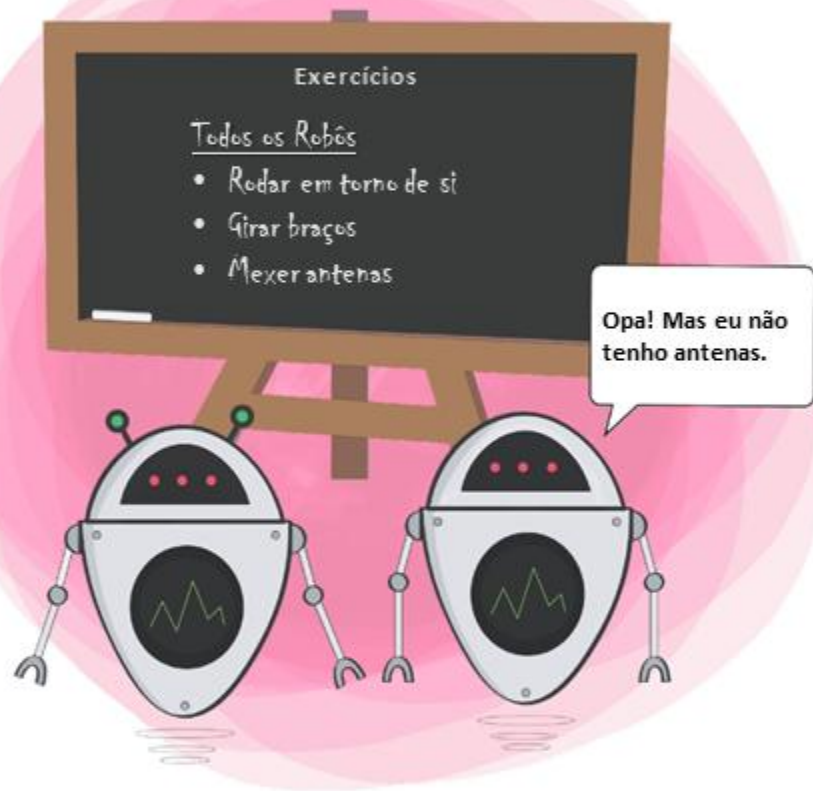 Exercícios
Todos os Robôs
• Rodar em torno de si
• Girar braços
• Mexer antenas
Opa! Mas eu não
tenho antenas.